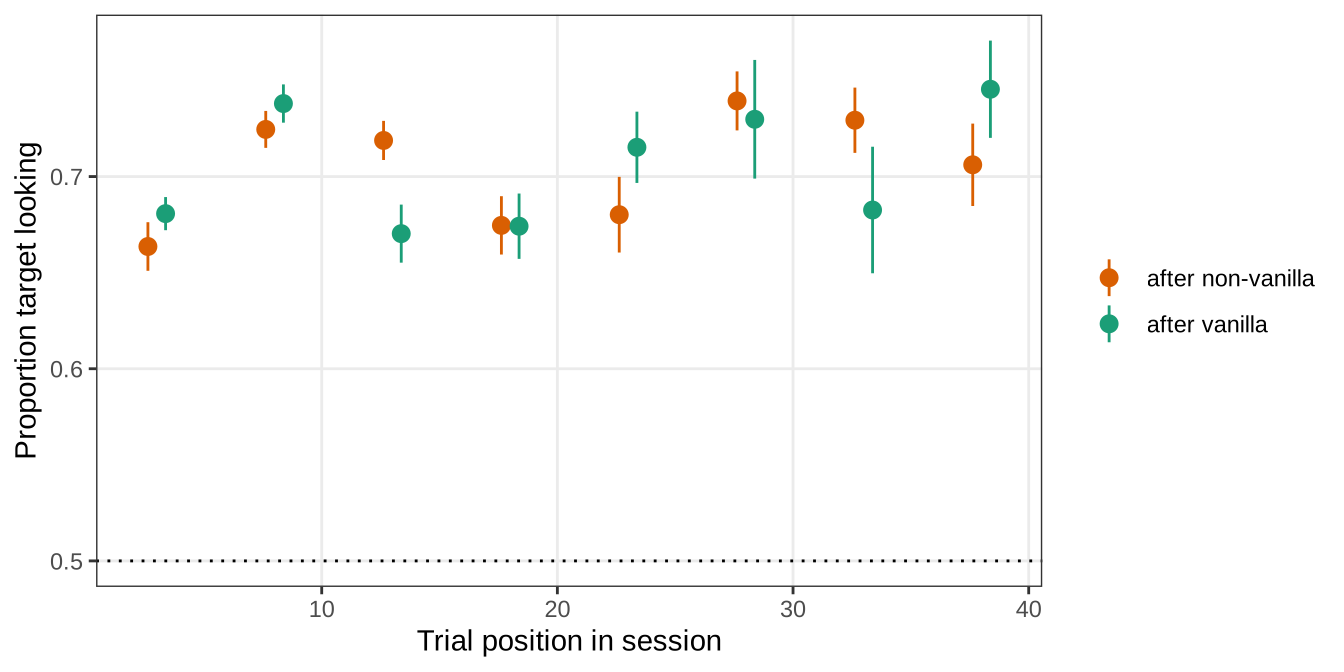 Proportion target looking
0.7
0.6
0.5
10 20 30 40
Trial position in session
after non-vanilla
after vanilla